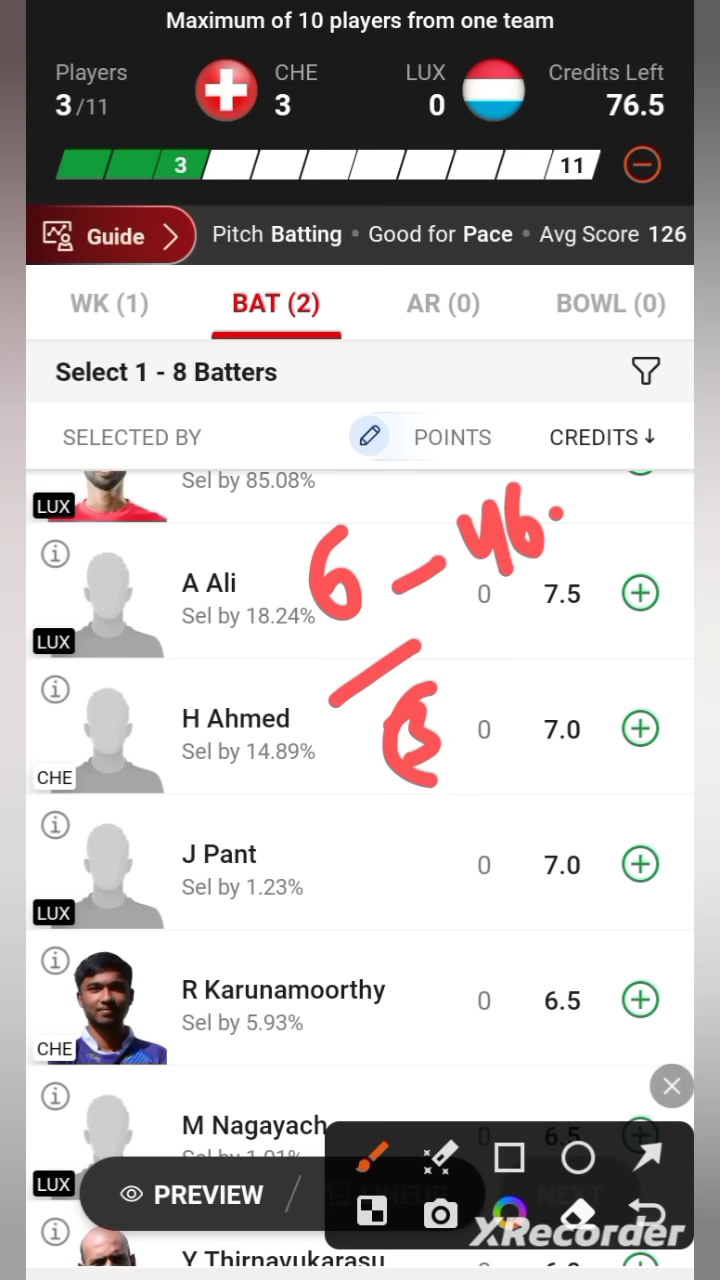 Maximum of 10 players from one team
Players CHE LUX Credits Left
3/11 3 0 76.5
3 11
Guide Pitch Batting • Good for Pace • Avg Score 126
WK (1) BAT (2) AR (0) BOWL (0)
Select 1 - 8 Batters
SELECTED BY POINTS CREDITS↓
Sel by 85.08%
LUX
6 - 46.
A Ali 0 7.5
Sel by 18.24%
LUX
H Ahmed 0 7.0
Sel by 14.89%
CHE
J Pant 0 7.0
Sel by 1.23%
LUX
R Karunamoorthy 0 6.5
Sel by 5.93%
CHE
M Nagayach 0 6.5
LUX
PREVIEW
XRecorder
Y Thirnavukarasu